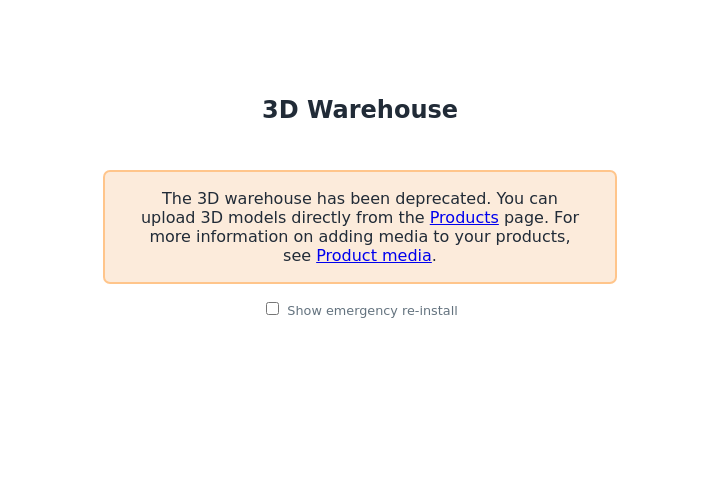 3D Warehouse
The 3D warehouse has been deprecated. You can
upload 3D models directly from the Products page. For
more information on adding media to your products,
see Product media.
Show emergency re-install